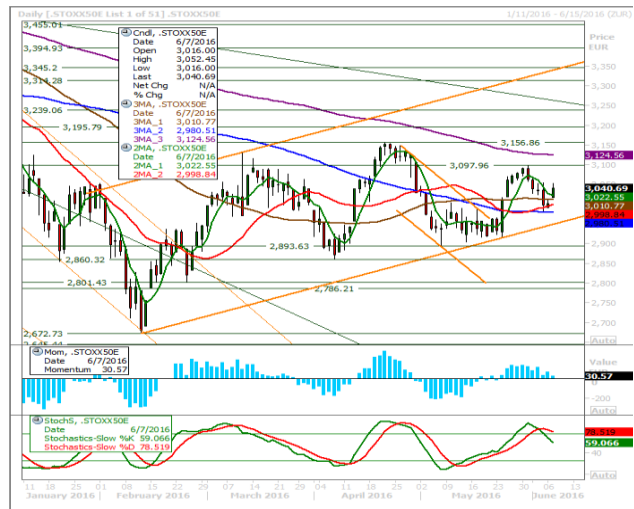 Daily [.STOXX50E List 1 of 51] .STOXX50E 1/11/2016 - 6/15/2016 (ZUR)
3,455.01
3,394.93
3,345.2
3,314.28
3,239.06
3,195.79
Cndl, .STOXX50E
Date 6/7/2016
Open 3,016.00
High 3,052.45
Low 3,016.00
Last 3,040.69
Net Chg N/A
% Chg N/A
3MA, .STOXX50E
Date 6/7/2016
3MA_1 3,010.77
3MA_2 2,980.51
3MA_3 3,124.56
2MA, .STOXX50E
Date 6/7/2016
2MA_1 3,022.55
2MA_2 2,998.84
Price
EUR
3,350
3,300
3,250
3,200
3,156.86
3,124.56
3,097.96
3,040.69
3,022.55
3,010.77
2,998.84
2,900
2,893.63
2,860.32
2,850
2,801.43
2,800
2,786.21
2,750
2,700
2,672.73
Auto
Mom, .STOXX50E
Date 6/7/2016
Momentum 30.57
Value
30.57
-200
Auto
StochS, .STOXX50E
Date 6/7/2016
Stochastics-Slow %K 59.066
Stochastics-Slow %D 78.519
59.066
40
Auto
11 18 25 01 08 15 22 29 07 14 21 28 04 11 18 25 02 09 16 23 30 06 13
January 2016 February 2016 March 2016 April 2016 May 2016 June 2016